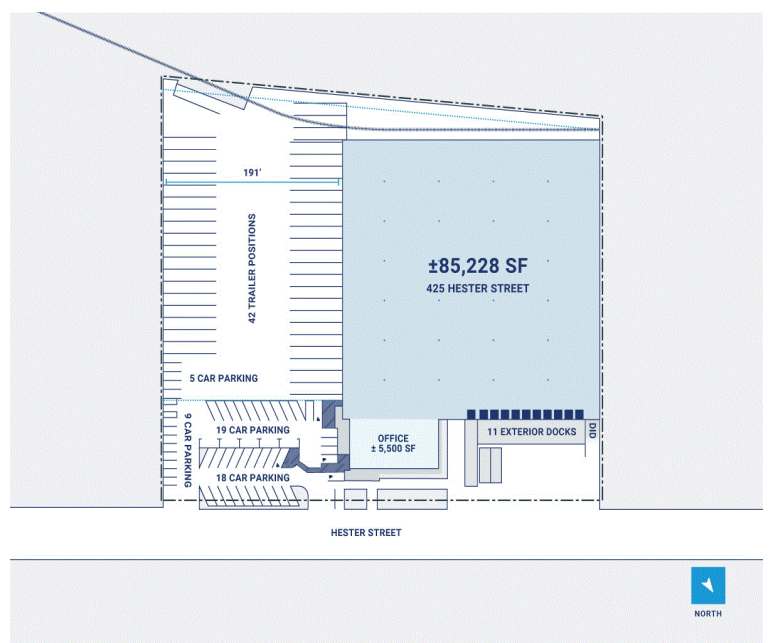 191'
42 TRAILER POSITIONS
±85,228 SF
425 HESTER STREET
5 CAR PARKING
9 CAR PARKING
19 CAR PARKING
18 CAR PARKING
OFFICE
± 5,500 SF
11 EXTERIOR DOCKS
DID
HESTER STREET
NORTH